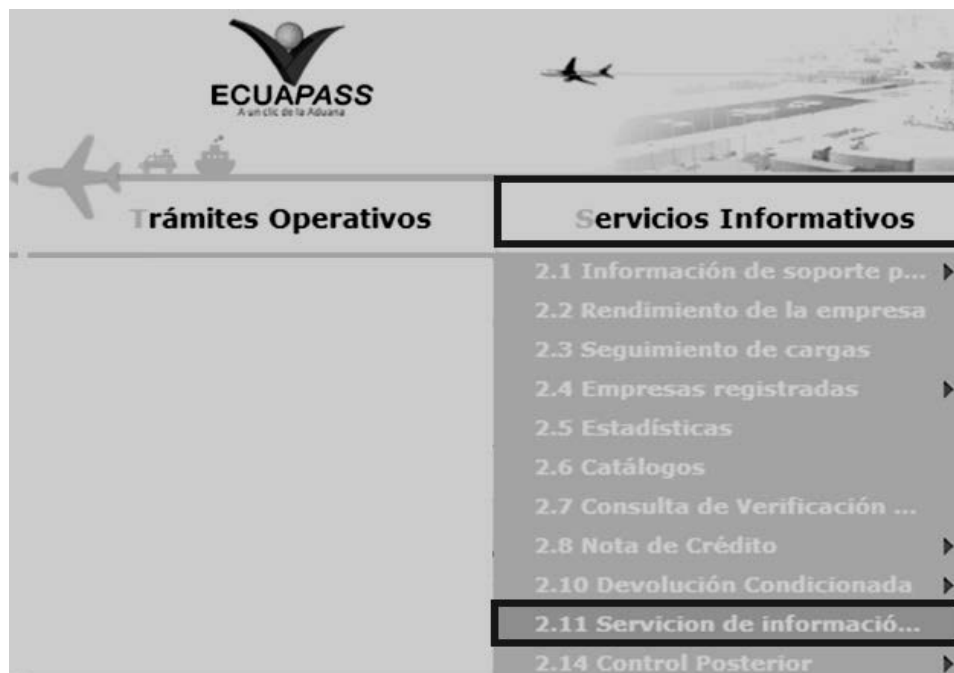 ECUAPASS
A un clic de la Aduana
Trámites Operativos
Servicios Informativos
2.1 Información de soporte p...
2.2 Rendimiento de la empresa
2.3 Seguimiento de cargas
2.4 Empresas registradas
2.5 Estadísticas
2.6 Catálogos
2.7 Consulta de Verificación ...
2.8 Nota de Crédito
2.10 Devolución Condicionada
2.11 Servicion de informació...
2.14 Control Posterior